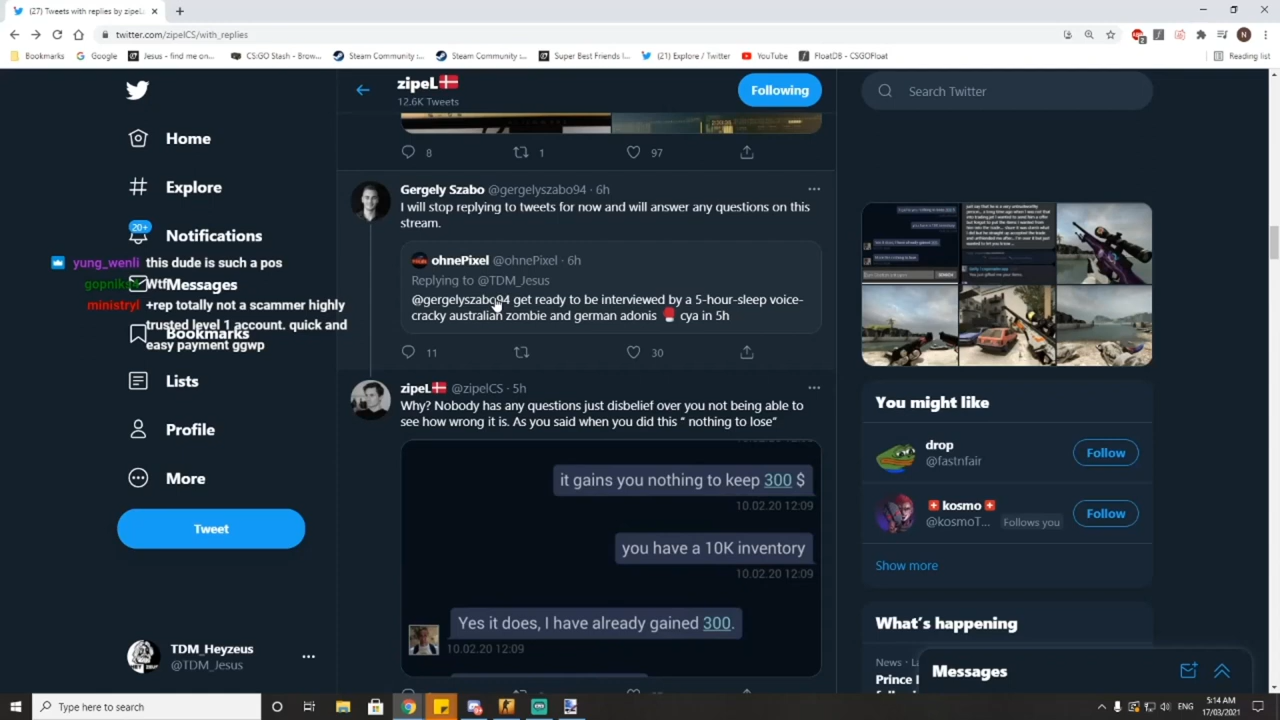 (27) Tweets with replies by zipeL
twitter.com/zipelCS/with_replies
Bookmarks
Google
Jesus - find me on...
CS:GO Stash - Brow...
Steam Community :...
Steam Community :...
Super Best Friends I...
(21) Explore / Twitter
YouTube
FloatDB - CSGOFloat
Reading list
zipeL
12.6K Tweets
Following
Search Twitter
Home
Explore
20+
Notifications
Messages
Bookmarks
Lists
Profile
More
Tweet
yung_wenli this dude is such a pos
ministryl +rep totally not a scammer highly
trusted level 1 account. quick and
easy payment ggwp
TDM_Heyzeus
@TDM_Jesus
8
1
97
Gergely Szabo @gergelyszabo94 · 6h
I will stop replying to tweets for now and will answer any questions on this
stream.
ohnePixel @ohnePixel · 6h
Replying to @TDM_Jesus
@gergelyszabo94 get ready to be interviewed by a 5-hour-sleep voice-
cracky australian zombie and german adonis cya in 5h
11
30
zipeL @zipelCS · 5h
Why? Nobody has any questions just disbelief over you not being able to
see how wrong it is. As you said when you did this “ nothing to lose”
it gains you nothing to keep 300 $
10.02.20 12:09
you have a 10K inventory
10.02.20 12:09
Yes it does, I have already gained 300.
10.02.20 12:09
You might like
drop
@fastnfair
Follow
kosmo
@kosmoT... Follows you
Follow
Show more
What's happening
News
Prince
Messages
Type here to search
5:14 AM
17/03/2021